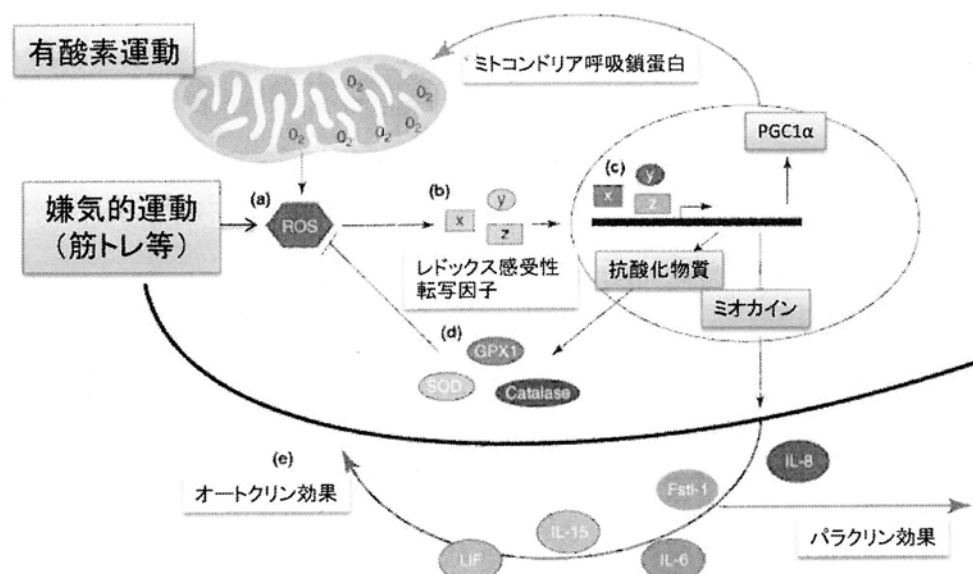 有酸素運動
O₂
O₂
O₂
O₂
O₂
O₂
O₂
ミトコンドリア呼吸鎖蛋白
PGC1α
嫌気的運動
(筋トレ等)
(a)
ROS
(b)
x
y
z
レドックス感受性
転写因子
(c)
x
y
z
抗酸化物質
ミオカイン
(d)
GPX1
SOD
Catalase
(e)
オートクリン効果
IL-8
Fstl-1
IL-15
LIF
IL-6
パラクリン効果